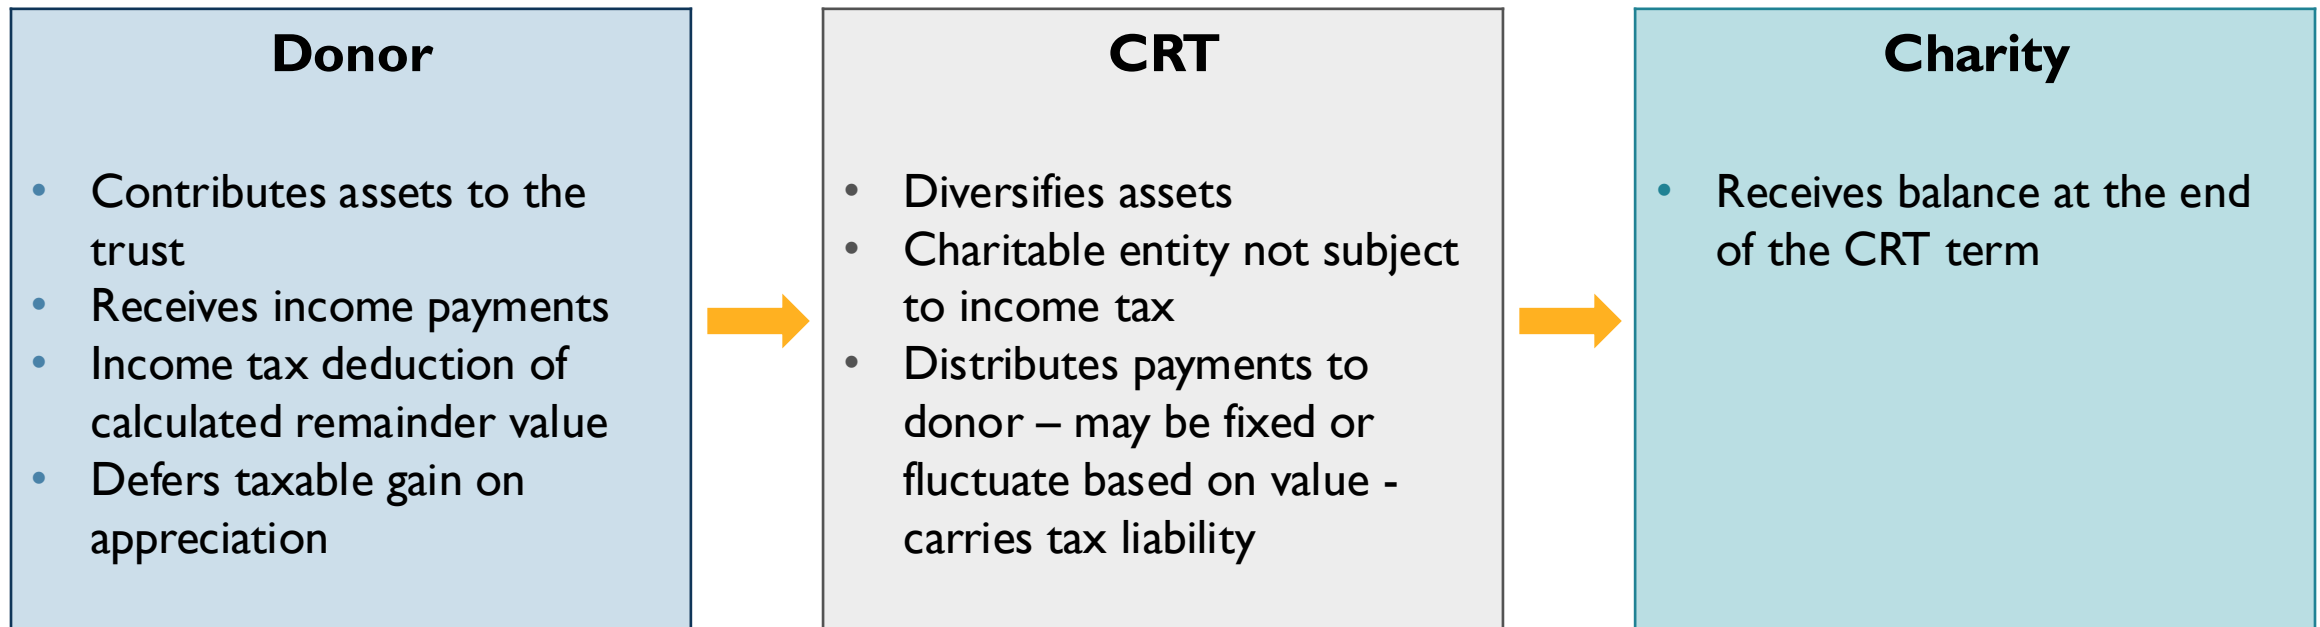 Donor
• Contributes assets to the
trust
• Receives income payments
• Income tax deduction of
calculated remainder value
• Defers taxable gain on
appreciation
CRT
• Diversifies assets
• Charitable entity not subject
to income tax
• Distributes payments to
donor – may be fixed or
fluctuate based on value -
carries tax liability
Charity
• Receives balance at the end
of the CRT term